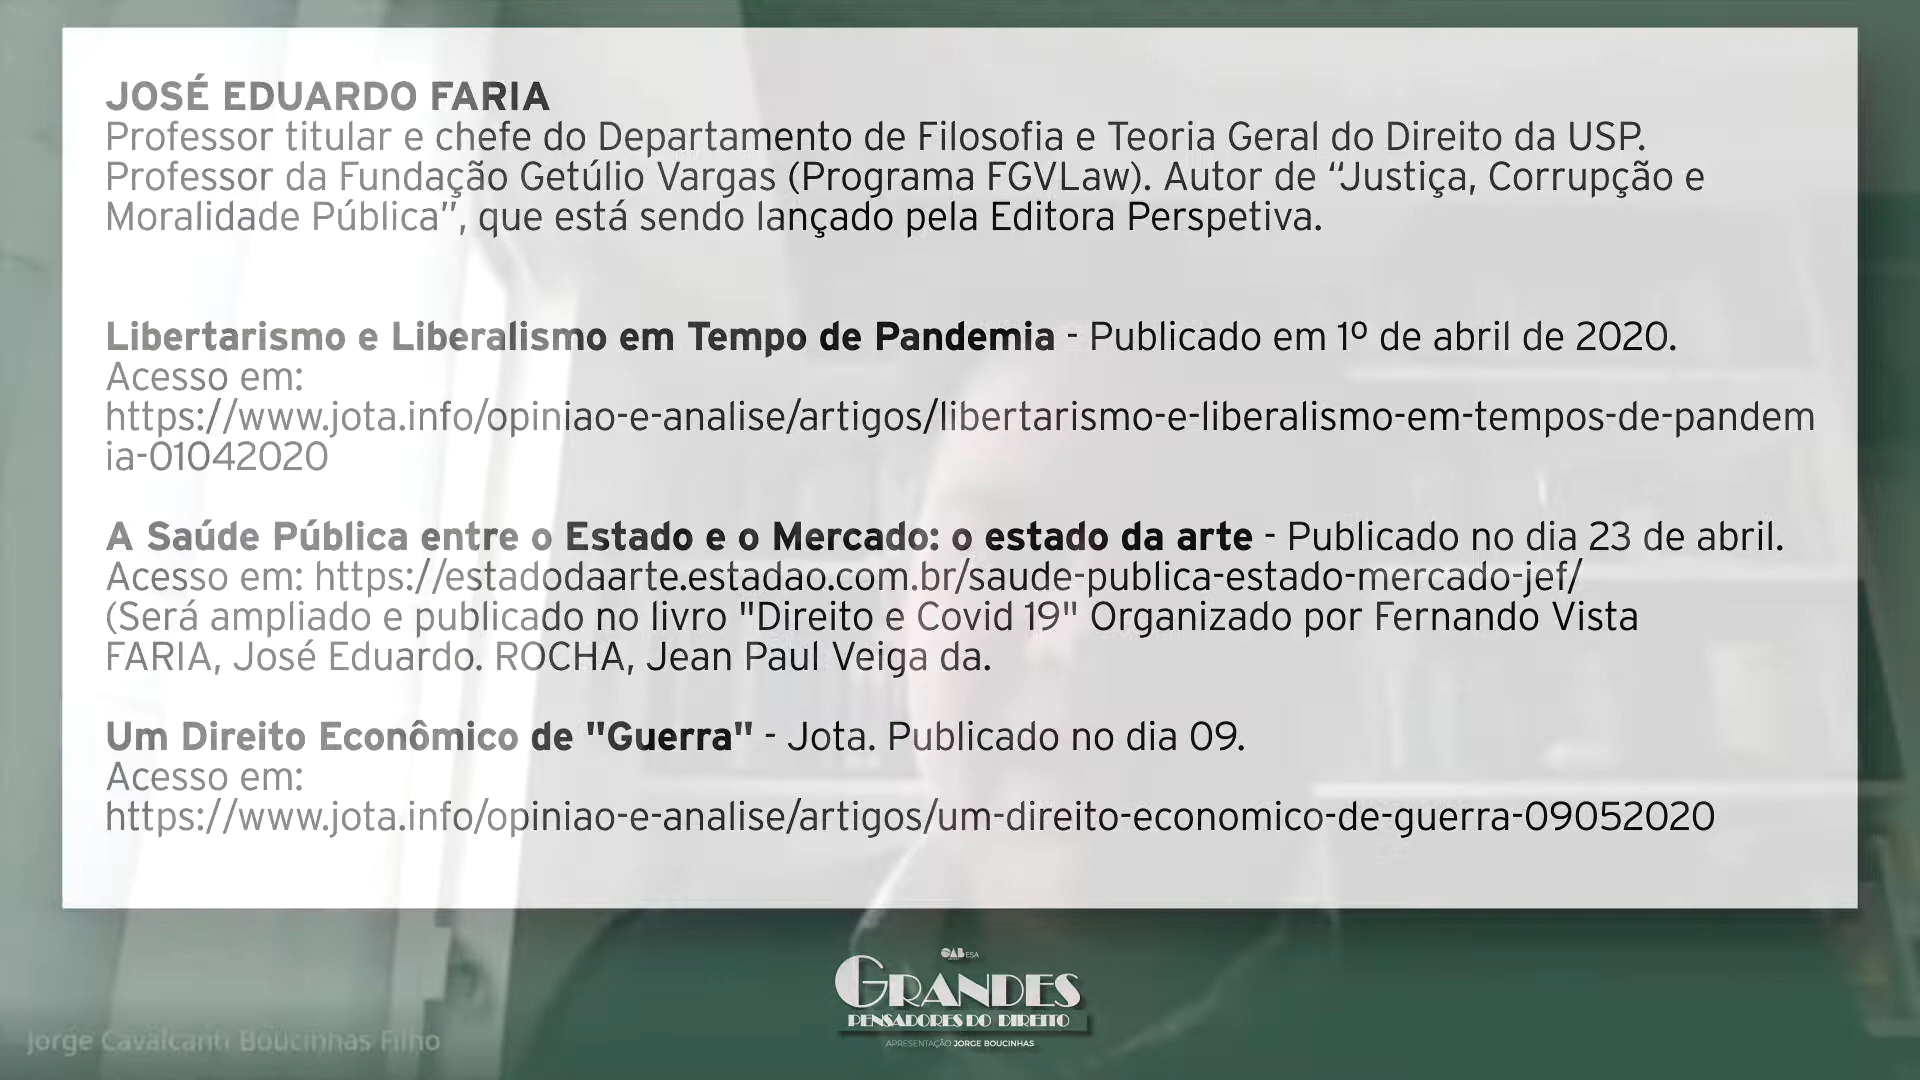 JOSÉ EDUARDO FARIA
Professor titular e chefe do Departamento de Filosofia e Teoria Geral do Direito da USP.
Professor da Fundação Getúlio Vargas (Programa FGVLaw). Autor de “Justiça, Corrupção e
Moralidade Pública”, que está sendo lançado pela Editora Perspetiva.
Libertarismo e Liberalismo em Tempo de Pandemia - Publicado em 1º de abril de 2020.
Acesso em:
https://www.jota.info/opiniao-e-analise/artigos/libertarismo-e-liberalismo-em-tempos-de-pandem
ia-01042020
A Saúde Pública entre o Estado e o Mercado: o estado da arte - Publicado no dia 23 de abril.
Acesso em: https://estadodaarte.estadao.com.br/saude-publica-estado-mercado-jef/
(Será ampliado e publicado no livro "Direito e Covid 19" Organizado por Fernando Vista
FARIA, José Eduardo. ROCHA, Jean Paul Veiga da.
Um Direito Econômico de "Guerra" - Jota. Publicado no dia 09.
Acesso em:
https://www.jota.info/opiniao-e-analise/artigos/um-direito-economico-de-guerra-09052020
OAB ESA
GRANDES
PENSADORES DO DIREITO
APRESENTAÇÃO JORGE BOUCINHAS
Jorge Cavalcanti Boucinhas Filho